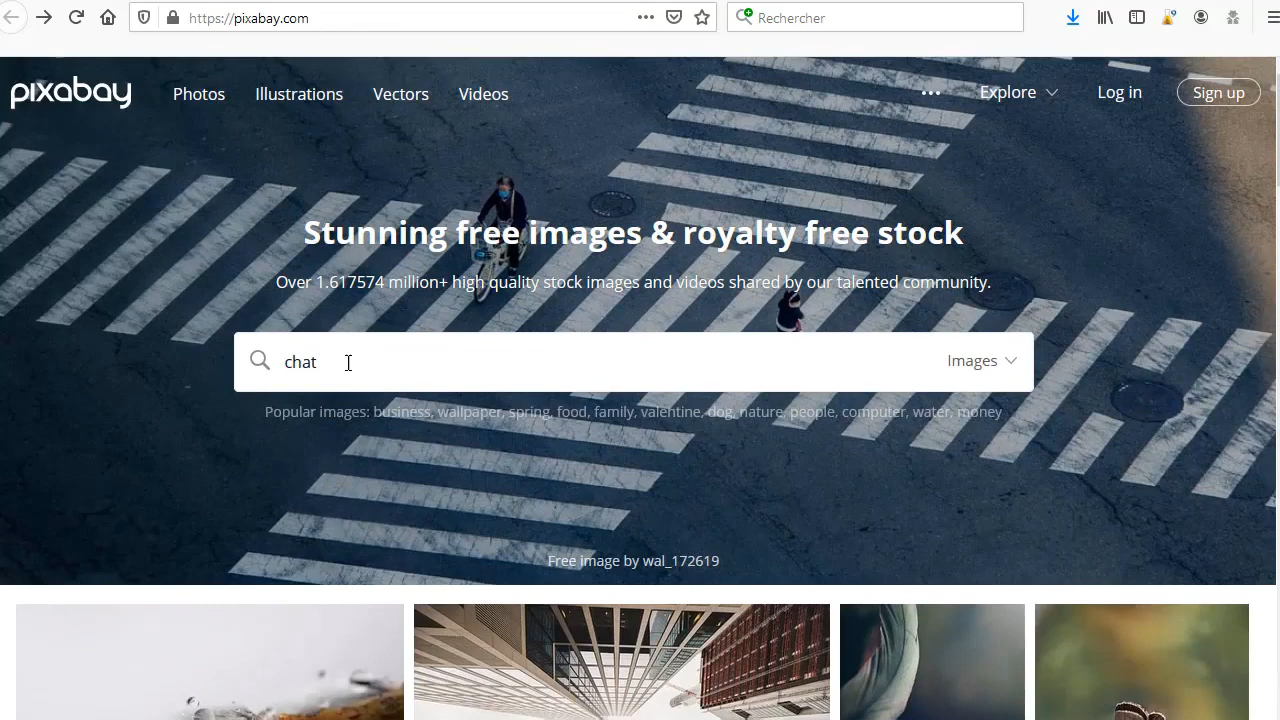 https://pixabay.com
Rechercher
pixabay
Photos
Illustrations
Vectors
Videos
Explore
Log in
Sign up
Stunning free images & royalty free stock
Over 1.617574 million+ high quality stock images and videos shared by our talented community.
chat
Images
Popular images: business, wallpaper, spring, food, family, valentine, dog, nature, people, computer, water, money
Free image by wal_172619